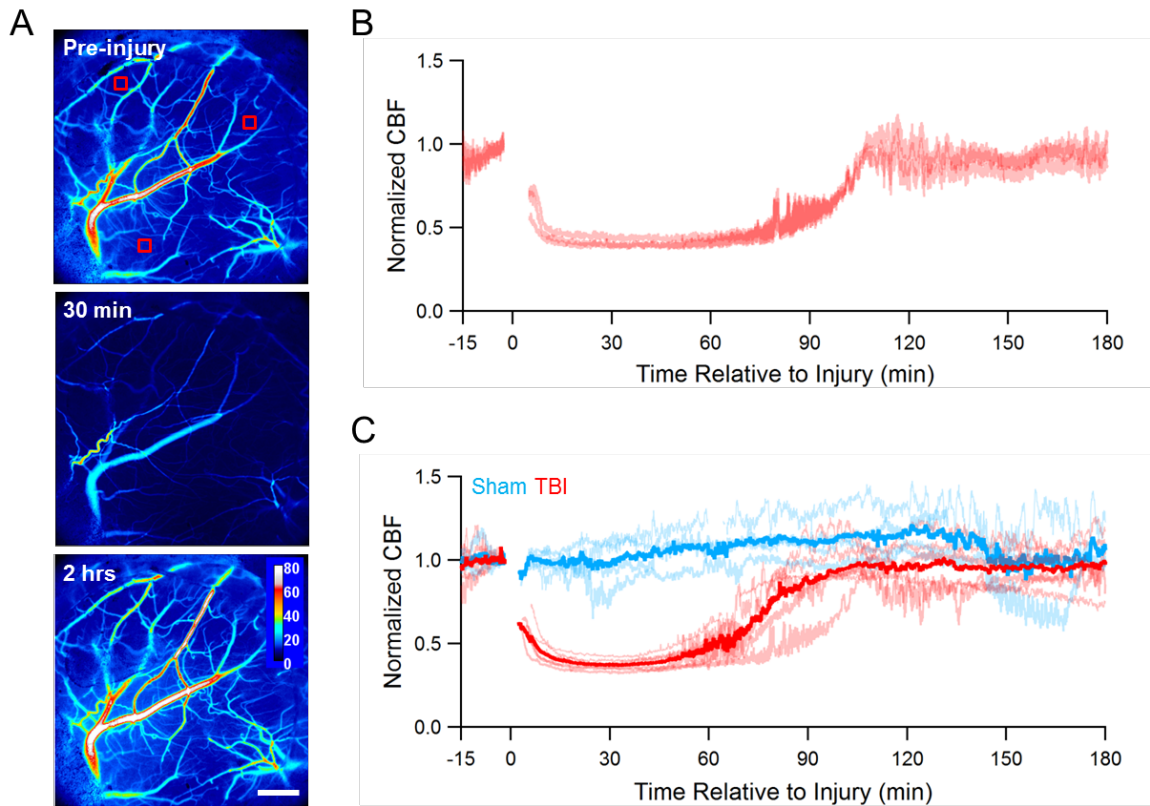 A
Pre-injury
30 min
2 hrs
80
60
40
20
0
B
Normalized CBF
1.5
1.0
0.5
0.0
-15 0 30 60 90 120 150 180
Time Relative to Injury (min)
C
Sham TBI
Normalized CBF
1.5
1.0
0.5
0.0
-15 0 30 60 90 120 150 180
Time Relative to Injury (min)